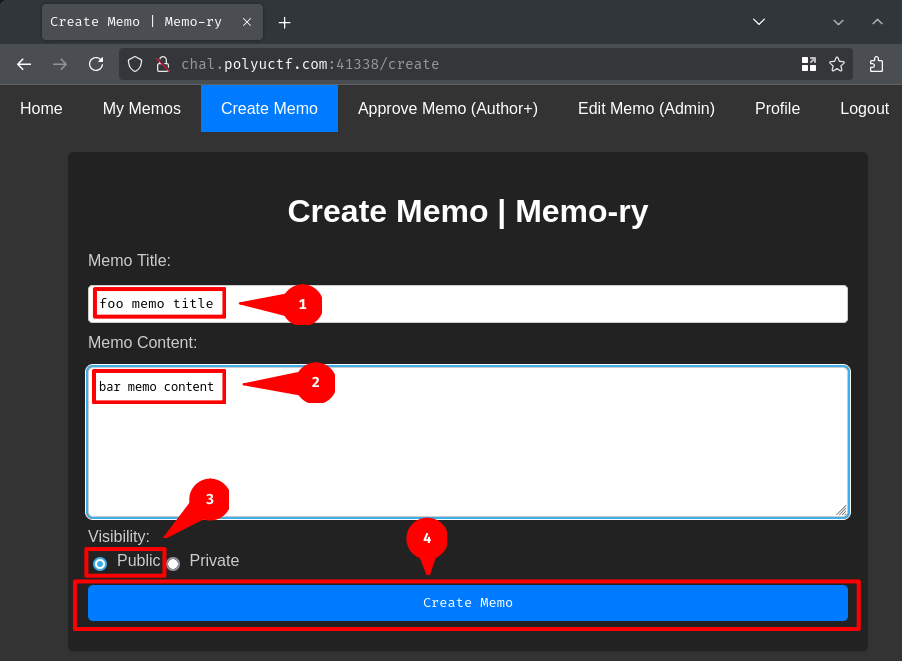 Create Memo | Memo-ry
chal.polyuctf.com:41338/create
Home My Memos Create Memo Approve Memo (Author+) Edit Memo (Admin) Profile Logout
Create Memo | Memo-ry
Memo Title:
foo memo title 1
Memo Content:
bar memo content 2
3
Visibility:
4
Public Private
Create Memo